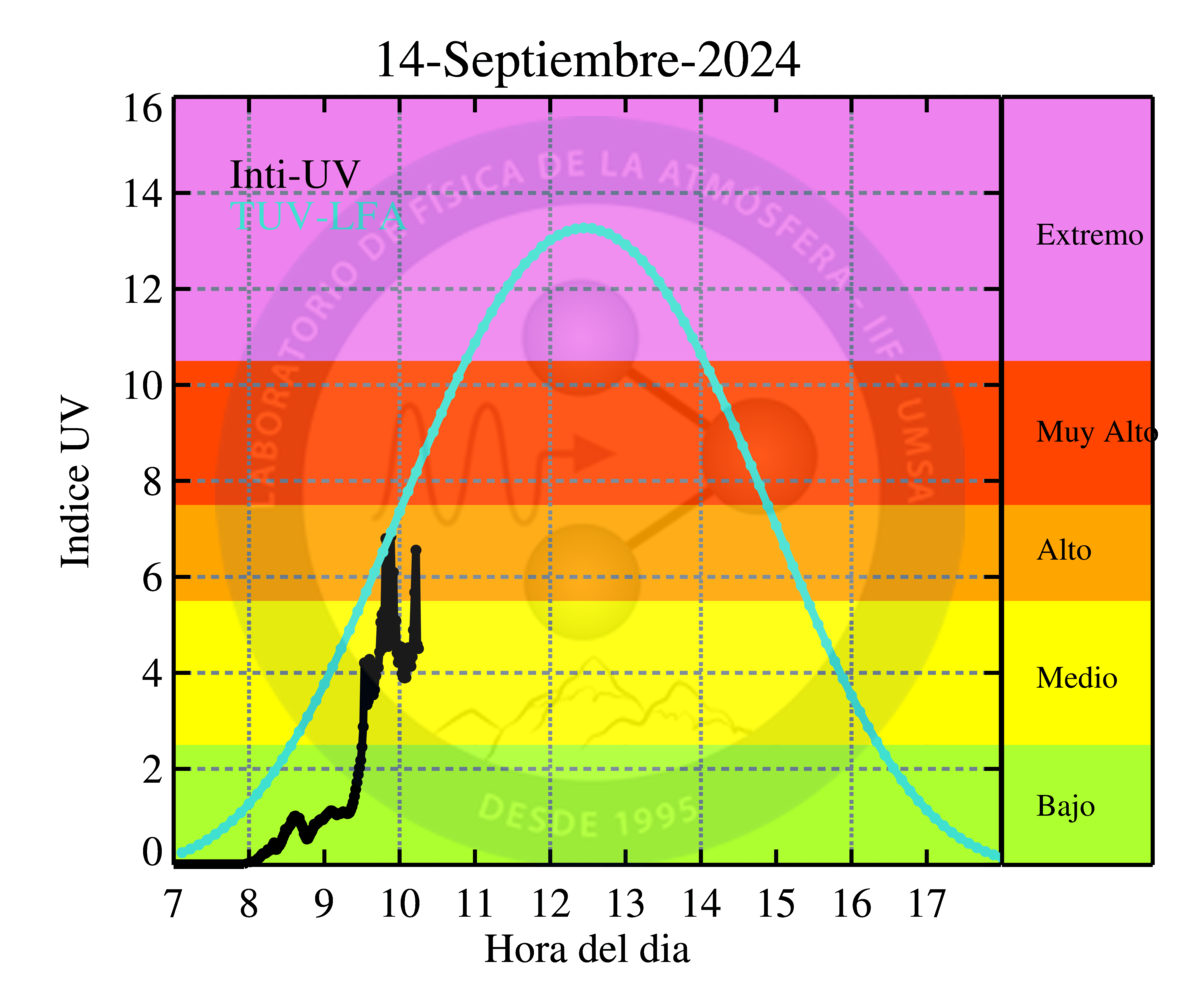 14-Septiembre-2024
Inti-UV
TUV-LFA
LABORATORIO DE FÍSICA DE LA ATMÓSFERA - IIF - UMSA
DESDE 1995
Indice UV
16
14
12
10
8
6
4
2
0
Extremo
Muy Alto
Alto
Medio
Bajo
7 8 9 10 11 12 13 14 15 16 17
Hora del dia